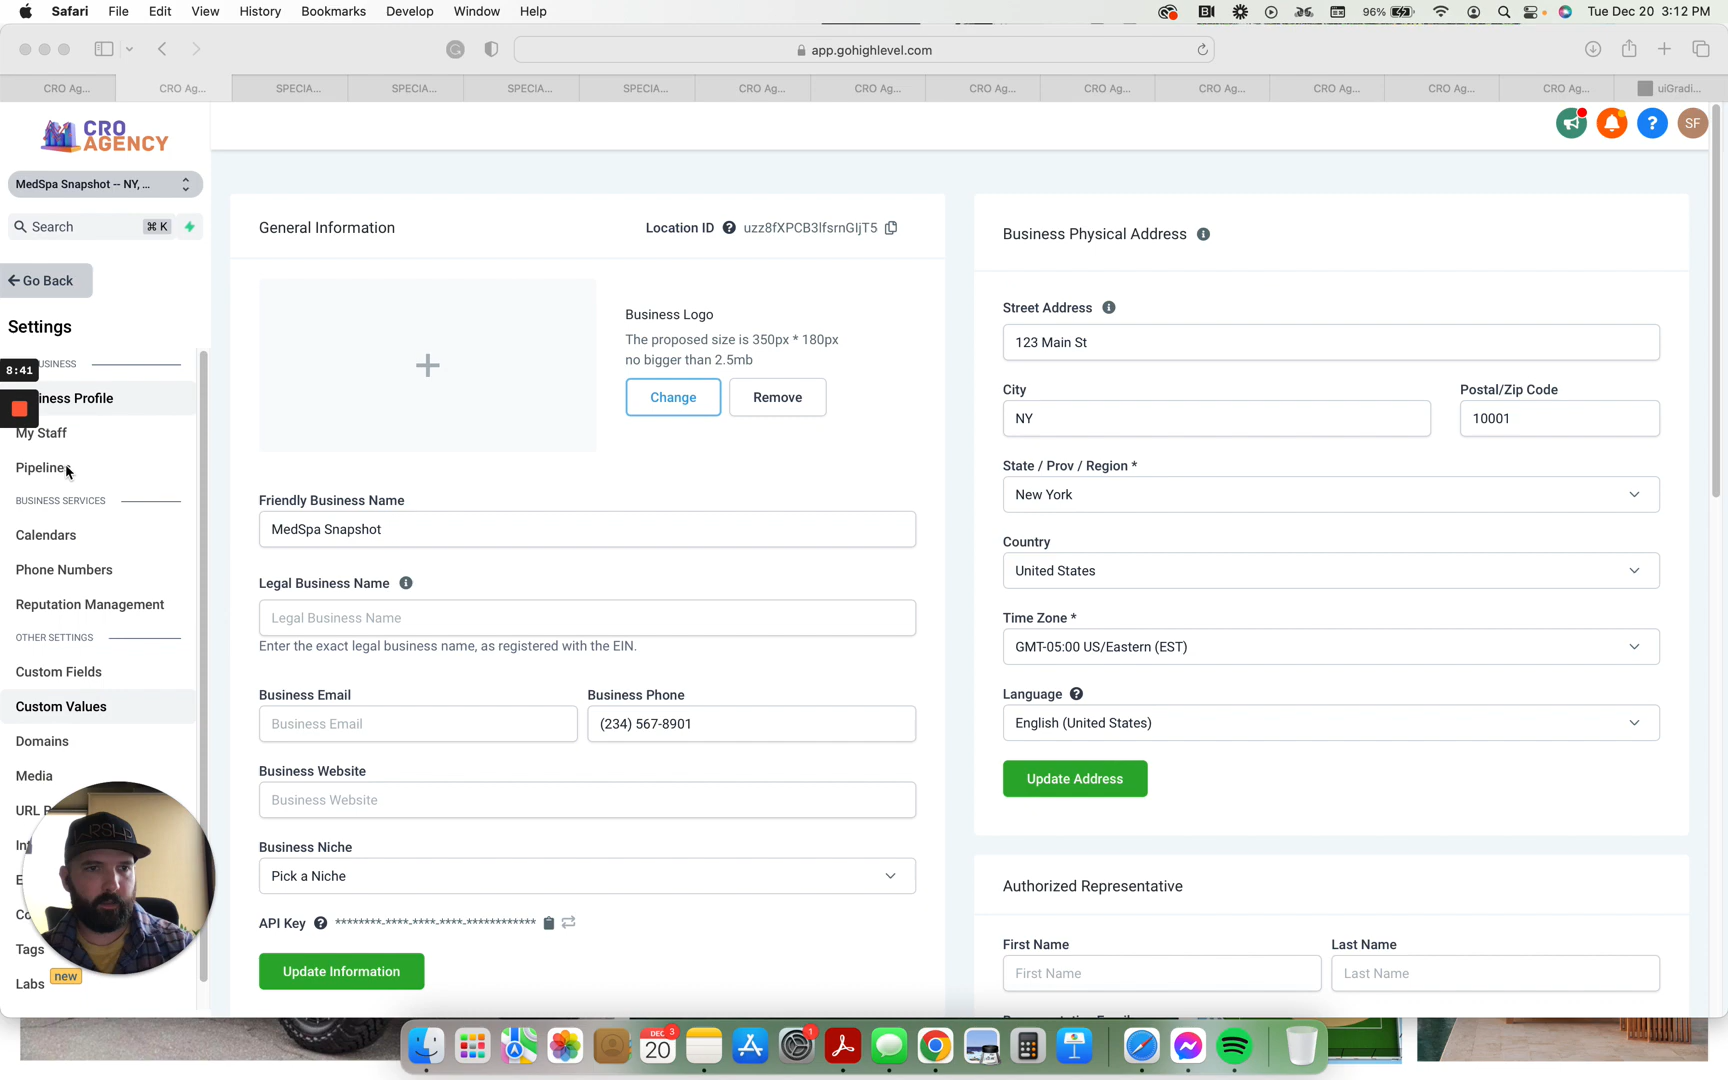 Safari File Edit View History Bookmarks Develop Window Help
96% Tue Dec 20 3:12 PM
app.gohighlevel.com
CRO Ag... CRO Ag... SPECIA... SPECIA... SPECIA... SPECIA... CRO Ag... CRO Ag... CRO Ag... CRO Ag... CRO Ag... CRO Ag... CRO Ag... CRO Ag... uiGradi...
CRO
AGENCY
SF
MedSpa Snapshot -- NY, ...
Search ⌘ K
Go Back
Settings
USINESS
8:41
iness Profile
My Staff
Pipeline
BUSINESS SERVICES
Calendars
Phone Numbers
Reputation Management
OTHER SETTINGS
Custom Fields
Custom Values
Domains
Media
URL
Tags
Labs new
General Information
Location ID uzz8fXPCB3lfsrnGIjT5
Business Logo
The proposed size is 350px * 180px
no bigger than 2.5mb
Change Remove
Friendly Business Name
MedSpa Snapshot
Legal Business Name
Legal Business Name
Enter the exact legal business name, as registered with the EIN.
Business Email Business Phone
Business Email (234) 567-8901
Business Website
Business Website
Business Niche
Pick a Niche
API Key ********-****-****-****-************
Update Information
Business Physical Address
Street Address
123 Main St
City Postal/Zip Code
NY 10001
State / Prov / Region *
New York
Country
United States
Time Zone *
GMT-05:00 US/Eastern (EST)
Language
English (United States)
Update Address
Authorized Representative
First Name Last Name
First Name Last Name
DEC 3
20
1